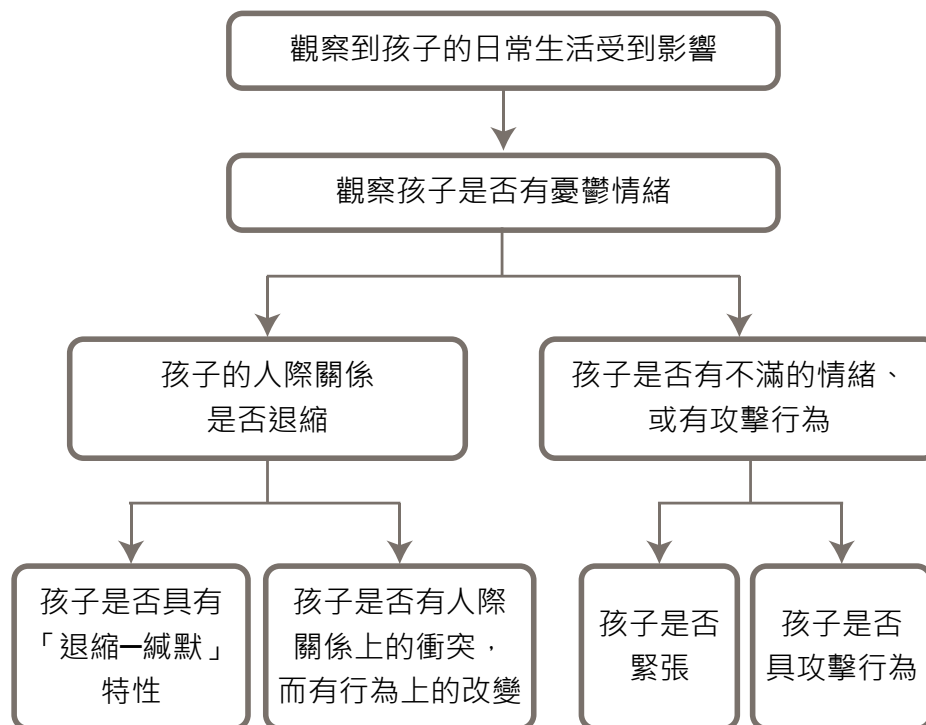 觀察到孩子的日常生活受到影響
觀察孩子是否有憂鬱情緒
孩子的人際關係
是否退縮
孩子是否有不滿的情緒、
或有攻擊行為
孩子是否具有
「退縮—緘默」
特性
孩子是否有人際
關係上的衝突，
而有行為上的改變
孩子是否
緊張
孩子是否
具攻擊行為